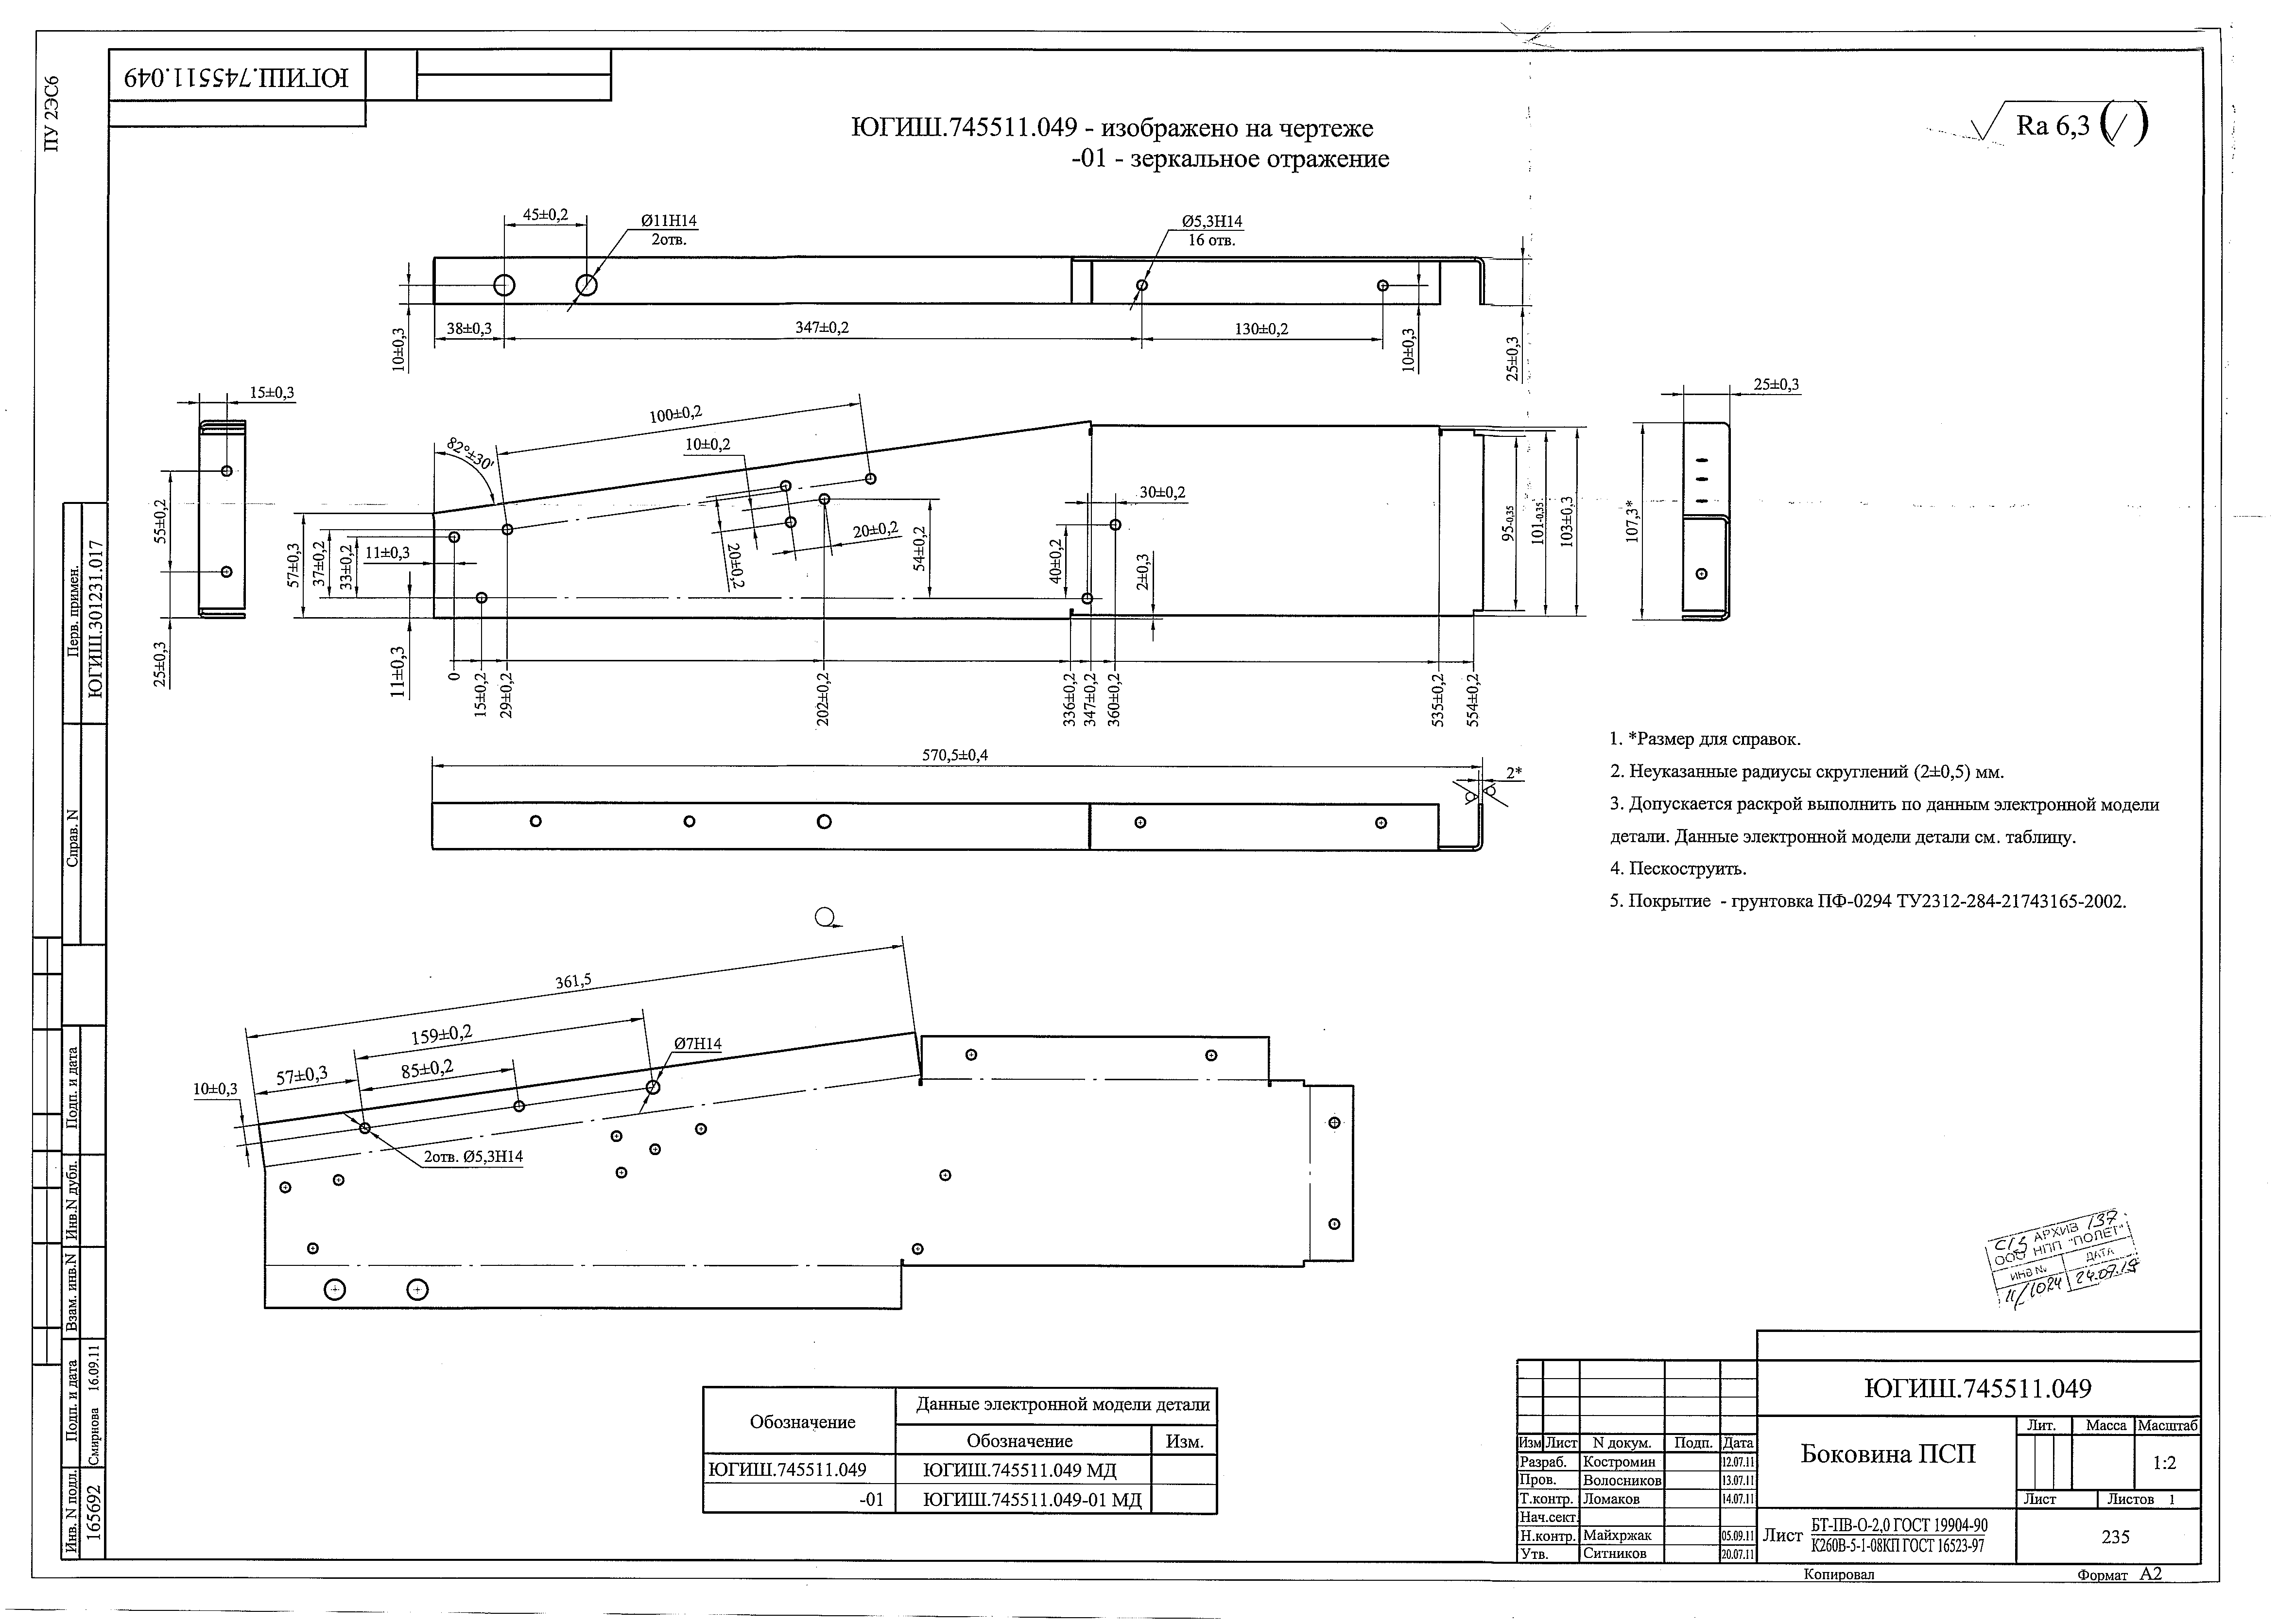 ПУ 2ЭС6
ЮГИШ.745511.049
ЮГИШ.745511.049 - изображено на чертеже
-01 - зеркальное отражение
Ra 6,3
45±0,2
Ø11H14
2отв.
Ø5,3H14
16 отв.
10±0,3
38±0,3
347±0,2
130±0,2
10±0,3
25±0,3
15±0,3
55±0,2
25±0,3
82°±30'
100±0,2
10±0,2
20±0,2
20±0,2
54±0,2
57±0,3
37±0,2
33±0,2
11±0,3
11±0,3
30±0,2
40±0,2
2±0,3
95-0,35
101-0,35
103±0,3
0
15±0,2
29±0,2
202±0,2
336±0,2
347±0,2
360±0,2
535±0,2
554±0,2
25±0,3
107,3*
570,5±0,4
2*
1. *Размер для справок.
2. Неуказанные радиусы скруглений (2±0,5) мм.
3. Допускается раскрой выполнить по данным электронной модели
детали. Данные электронной модели детали см. таблицу.
4. Пескоструить.
5. Покрытие - грунтовка ПФ-0294 ТУ2312-284-21743165-2002.
361,5
159±0,2
85±0,2
57±0,3
10±0,3
Ø7H14
2отв. Ø5,3H14
Обозначение
Данные электронной модели детали
Обозначение
Изм.
ЮГИШ.745511.049
ЮГИШ.745511.049 МД
-01
ЮГИШ.745511.049-01 МД
АРХИВ 137
ООО НПП "ПОЛЕТ"
ИНВ №
ДАТА
11/1024
24.09.19
Перв. примен.
ЮГИШ.301231.017
Справ. N
Подп. и дата
Инв.N дубл.
Взам. инв.N
Подп. и дата
Смирнова 16.09.11
Инв. N подл.
165692
ЮГИШ.745511.049
Изм
Лист
N докум.
Подп.
Дата
Разраб.
Костромин
12.07.11
Пров.
Волосников
13.07.11
Т.контр.
Ломаков
14.07.11
Нач.сект.
Н.контр.
Майхржак
05.09.11
Утв.
Ситников
20.07.11
Боковина ПСП
Лит.
Масса
Масштаб
1:2
Лист
Листов 1
Лист
БТ-ПВ-О-2,0 ГОСТ 19904-90
К260В-5-1-08КП ГОСТ 16523-97
235
Копировал
Формат А2